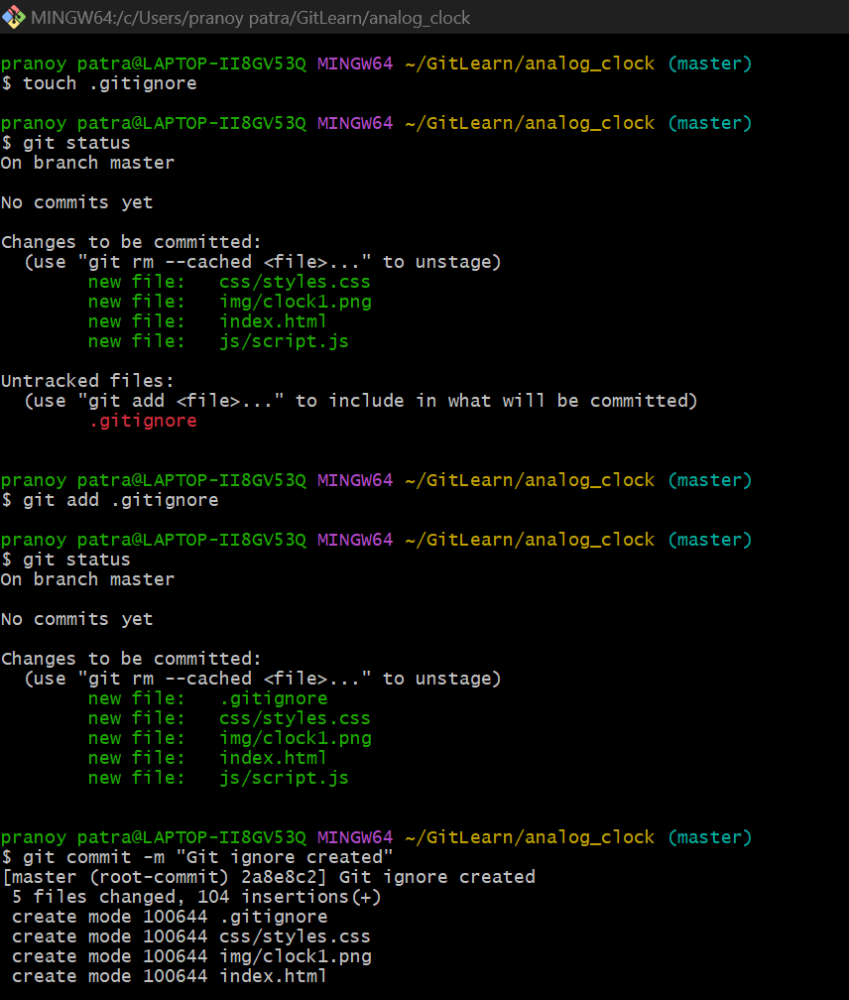 MINGW64:/c/Users/pranoy patra/GitLearn/analog_clock
pranoy patra@LAPTOP-II8GV53Q MINGW64 ~/GitLearn/analog_clock (master)
$ touch .gitignore
pranoy patra@LAPTOP-II8GV53Q MINGW64 ~/GitLearn/analog_clock (master)
$ git status
On branch master
No commits yet
Changes to be committed:
  (use "git rm --cached <file>..." to unstage)
        new file:   css/styles.css
        new file:   img/clock1.png
        new file:   index.html
        new file:   js/script.js
Untracked files:
  (use "git add <file>..." to include in what will be committed)
        .gitignore
pranoy patra@LAPTOP-II8GV53Q MINGW64 ~/GitLearn/analog_clock (master)
$ git add .gitignore
pranoy patra@LAPTOP-II8GV53Q MINGW64 ~/GitLearn/analog_clock (master)
$ git status
On branch master
No commits yet
Changes to be committed:
  (use "git rm --cached <file>..." to unstage)
        new file:   .gitignore
        new file:   css/styles.css
        new file:   img/clock1.png
        new file:   index.html
        new file:   js/script.js
pranoy patra@LAPTOP-II8GV53Q MINGW64 ~/GitLearn/analog_clock (master)
$ git commit -m "Git ignore created"
[master (root-commit) 2a8e8c2] Git ignore created
 5 files changed, 104 insertions(+)
 create mode 100644 .gitignore
 create mode 100644 css/styles.css
 create mode 100644 img/clock1.png
 create mode 100644 index.html